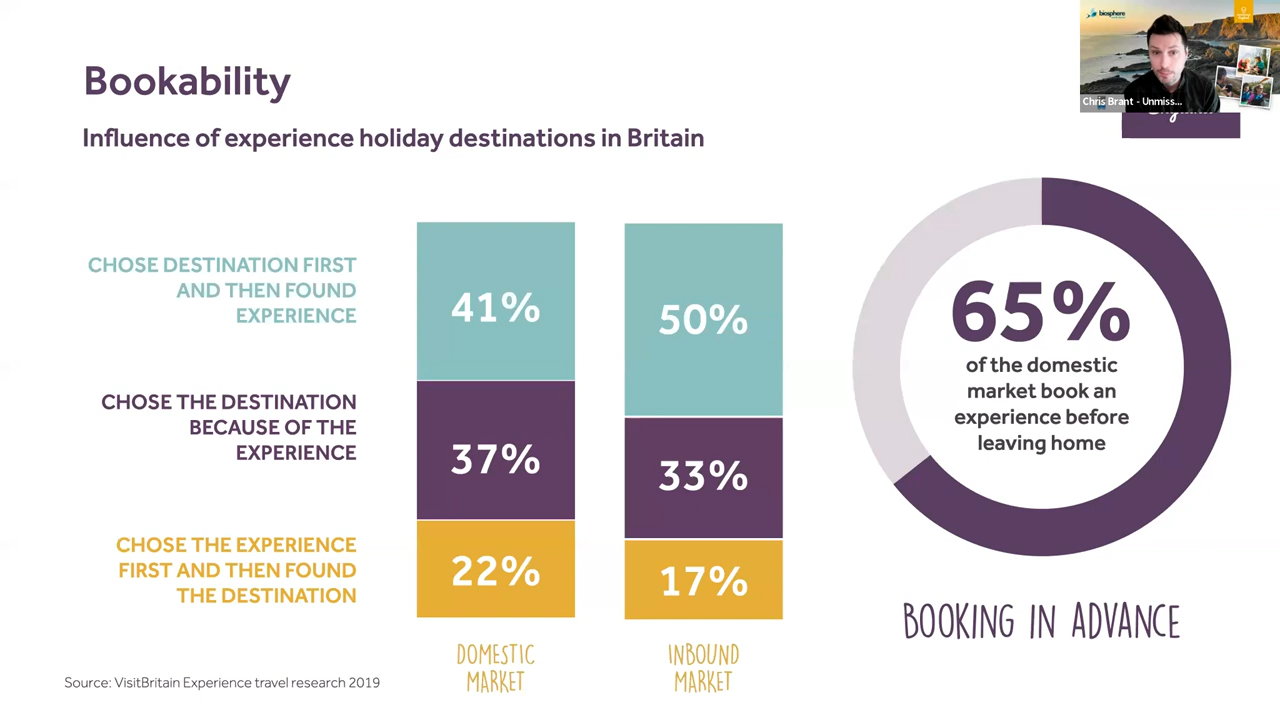 Bookability
Influence of experience holiday destinations in Britain
biosphere
Chris Brant - Unmiss...
CHOSE DESTINATION FIRST
AND THEN FOUND
EXPERIENCE
CHOSE THE DESTINATION
BECAUSE OF THE
EXPERIENCE
CHOSE THE EXPERIENCE
FIRST AND THEN FOUND
THE DESTINATION
41%
37%
22%
DOMESTIC
MARKET
50%
33%
17%
INBOUND
MARKET
65%
of the domestic
market book an
experience before
leaving home
BOOKING IN ADVANCE
Source: VisitBritain Experience travel research 2019